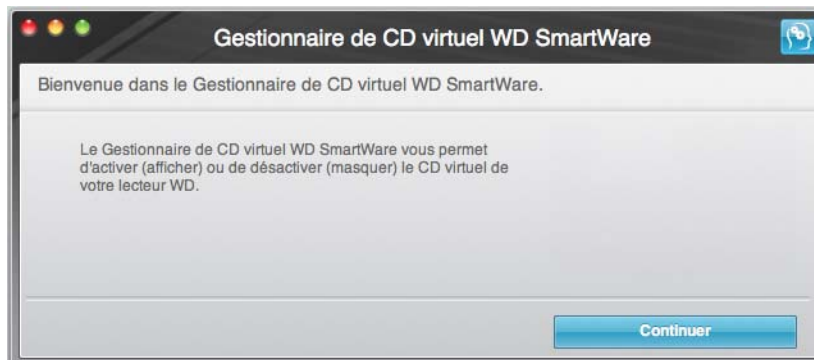 Gestionnaire de CD virtuel WD SmartWare
Bienvenue dans le Gestionnaire de CD virtuel WD SmartWare.
Le Gestionnaire de CD virtuel WD SmartWare vous permet
d'activer (afficher) ou de désactiver (masquer) le CD virtuel de
votre lecteur WD.
Continuer